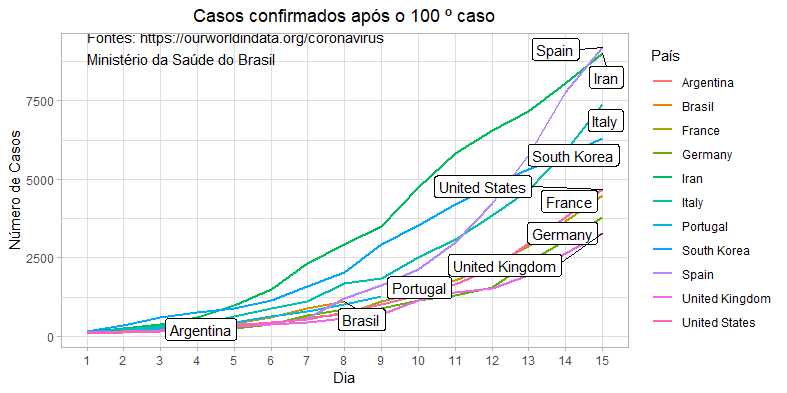 Casos confirmados após o 100 º caso
Fontes: https://ourworldindata.org/coronavirus
Ministério da Saúde do Brasil
Número de Casos
7500
5000
2500
0
Spain
Iran
Italy
South Korea
United States
France
Germany
United Kingdom
Portugal
Brasil
Argentina
1 2 3 4 5 6 7 8 9 10 11 12 13 14 15
Dia
País
Argentina
Brasil
France
Germany
Iran
Italy
Portugal
South Korea
Spain
United Kingdom
United States